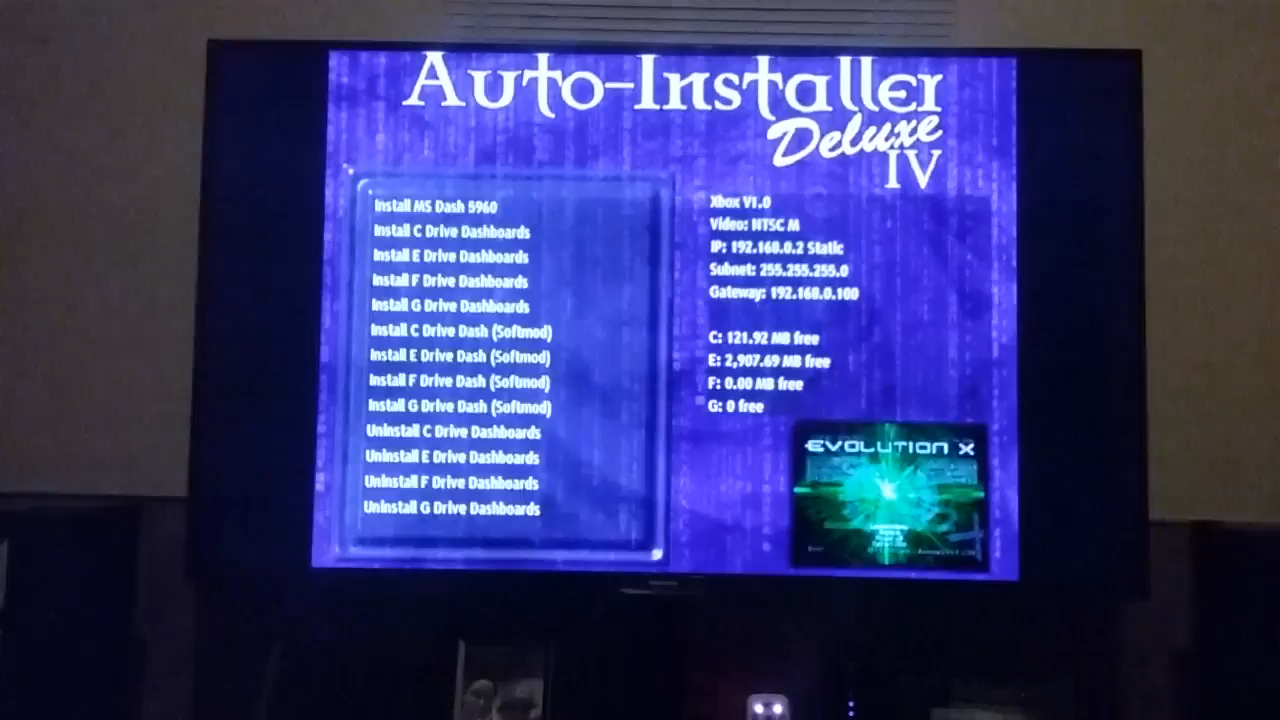 Auto-Installer
Deluxe
IV
Install MS Dash 5960
Install C Drive Dashboards
Install E Drive Dashboards
Install F Drive Dashboards
Install G Drive Dashboards
Install C Drive Dash (Softmod)
Install E Drive Dash (Softmod)
Install F Drive Dash (Softmod)
Install G Drive Dash (Softmod)
Uninstall C Drive Dashboards
Uninstall E Drive Dashboards
Uninstall F Drive Dashboards
Uninstall G Drive Dashboards
Xbox V1.0
Video: NTSC M
IP: 192.168.0.2 Static
Subnet: 255.255.255.0
Gateway: 192.168.0.100
C: 121.92 MB free
E: 2,907.69 MB free
F: 0.00 MB free
G: 0 free
EVOLUTION X